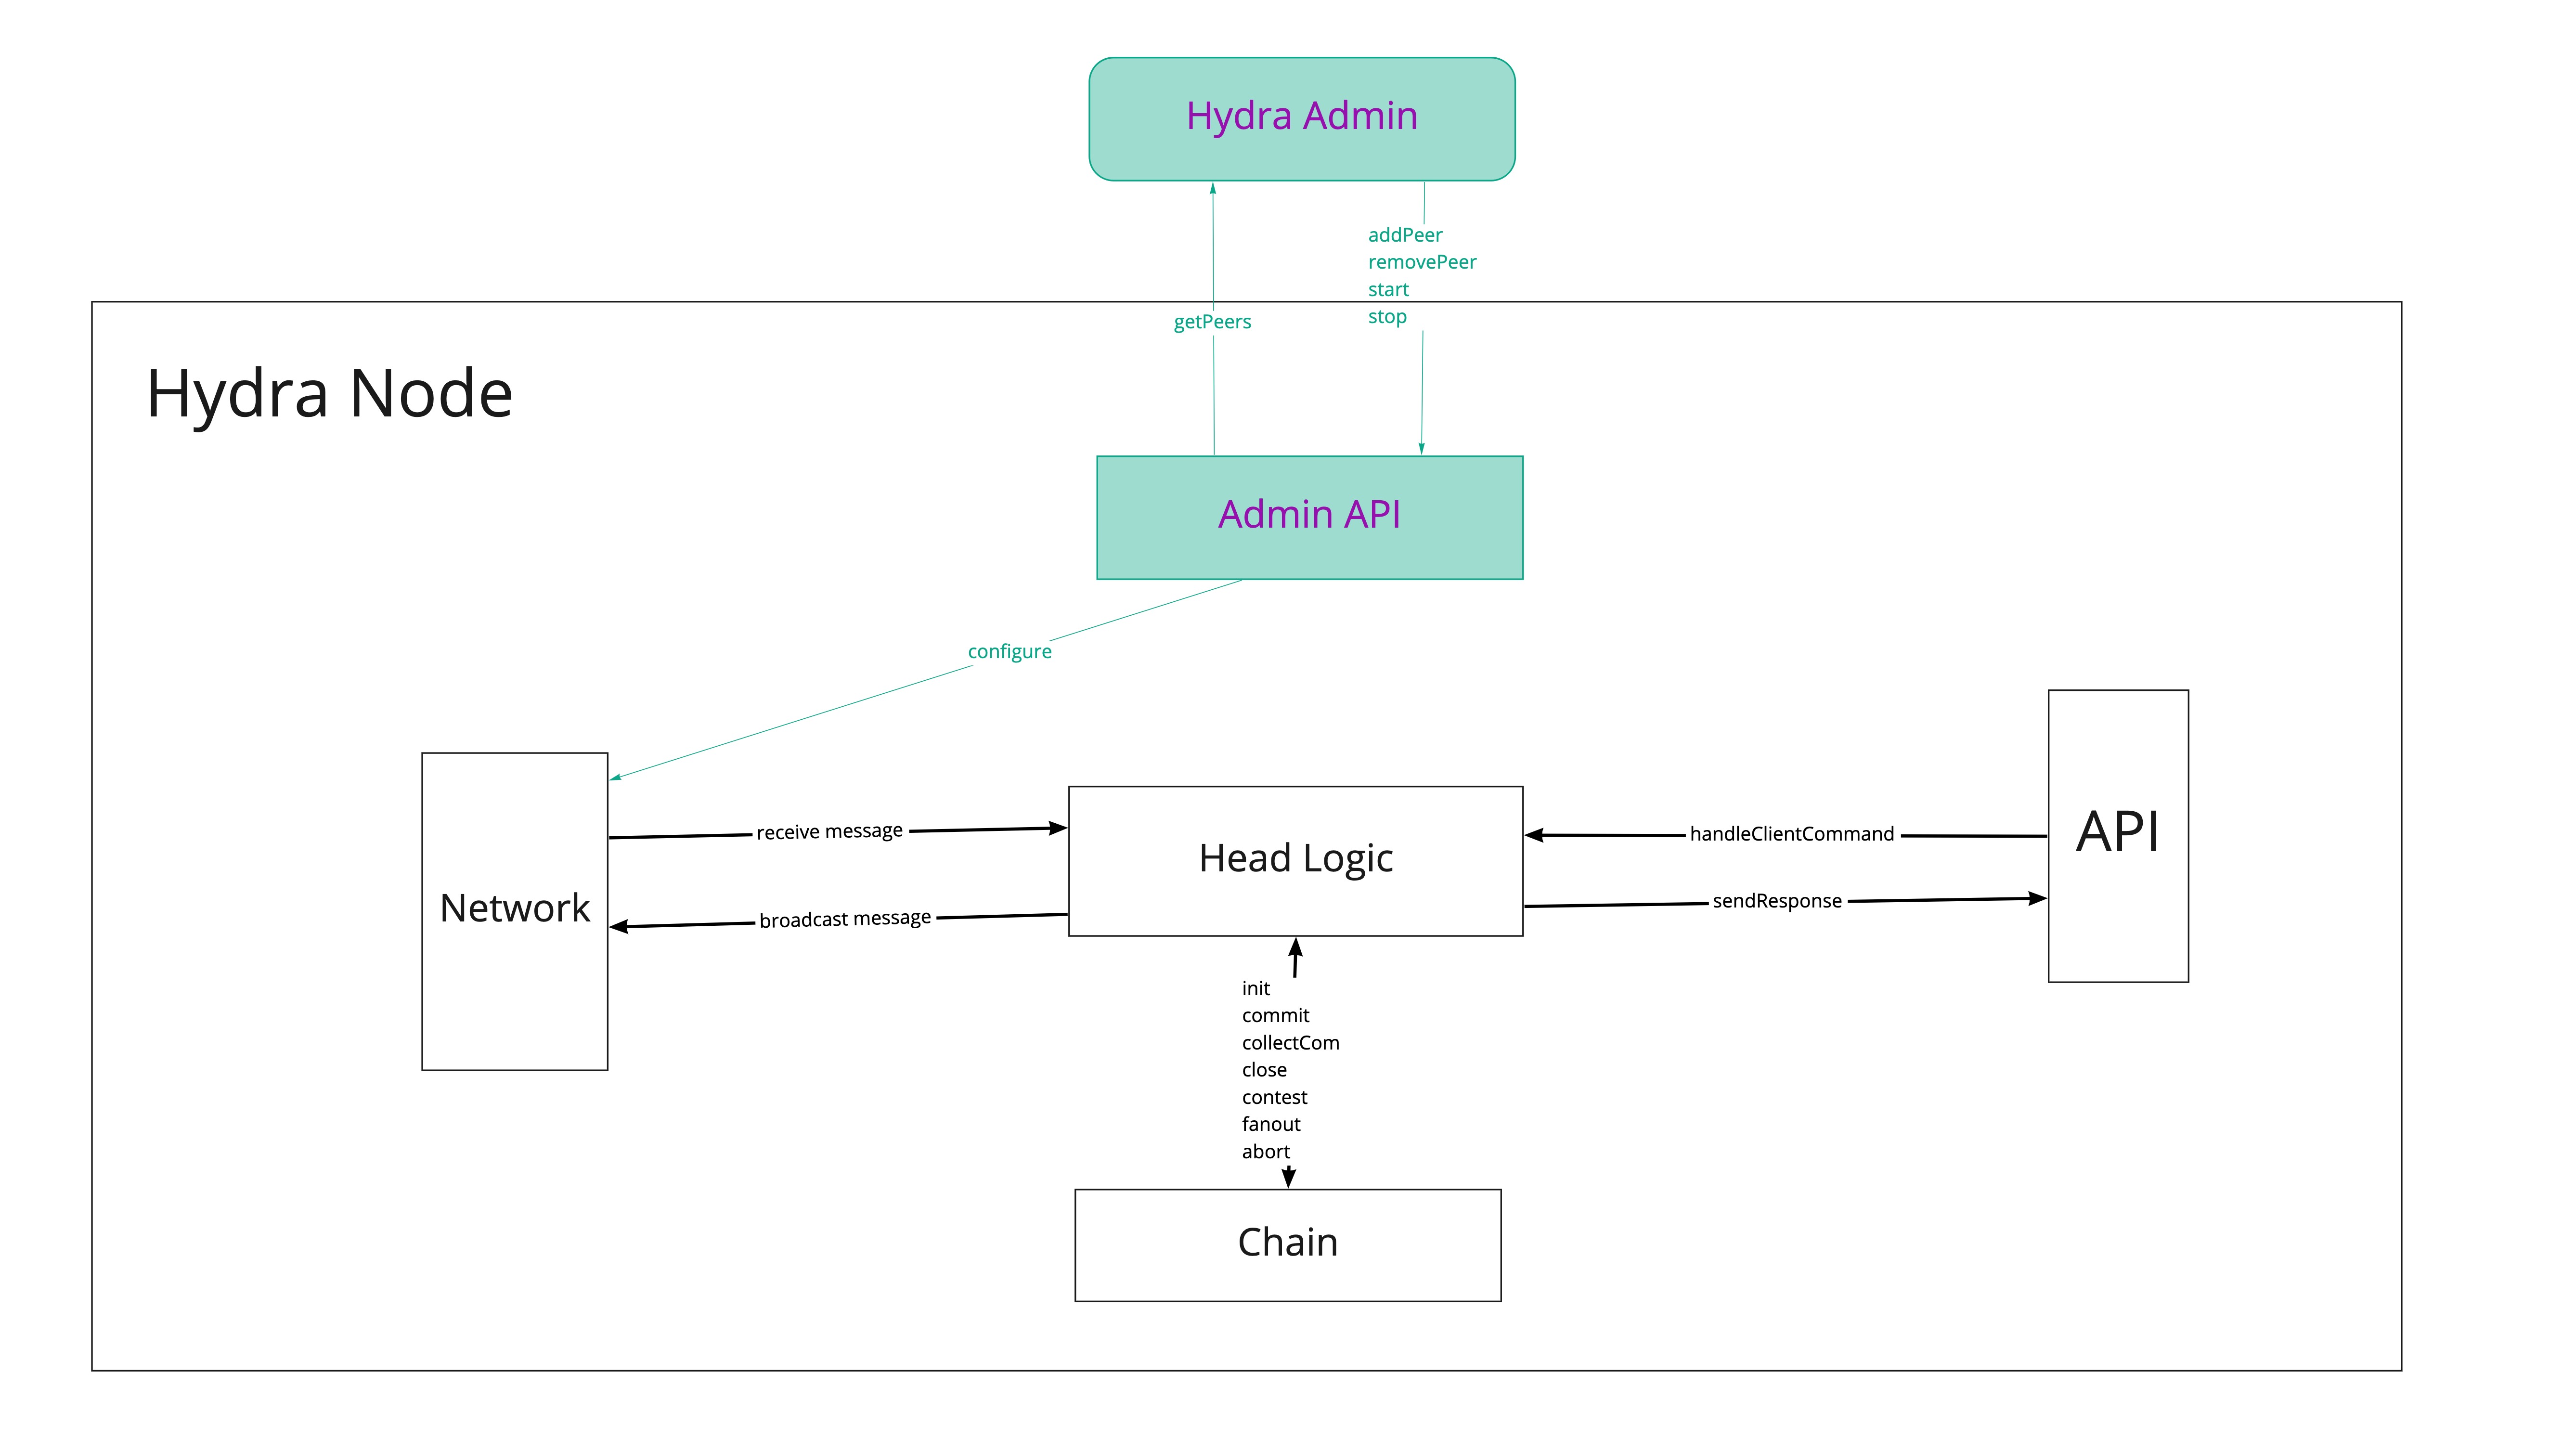 Hydra Admin
addPeer
removePeer
start
stop
getPeers
Hydra Node
Admin API
configure
Network
receive message
broadcast message
Head Logic
handleClientCommand
sendResponse
API
init
commit
collectCom
close
contest
fanout
abort
Chain